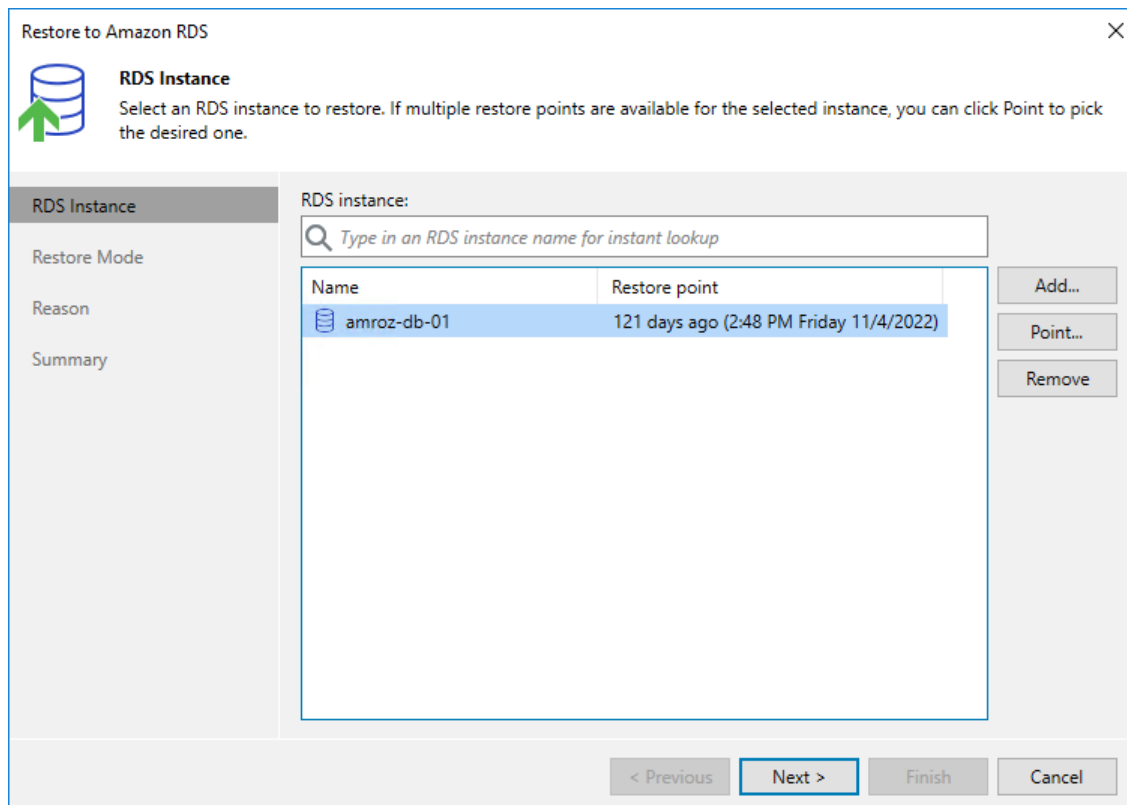 Restore to Amazon RDS
RDS Instance
Select an RDS instance to restore. If multiple restore points are available for the selected instance, you can click Point to pick
the desired one.
RDS Instance
Restore Mode
Reason
Summary
RDS instance:
Type in an RDS instance name for instant lookup
Name Restore point
amroz-db-01 121 days ago (2:48 PM Friday 11/4/2022)
Add...
Point...
Remove
< Previous Next > Finish Cancel